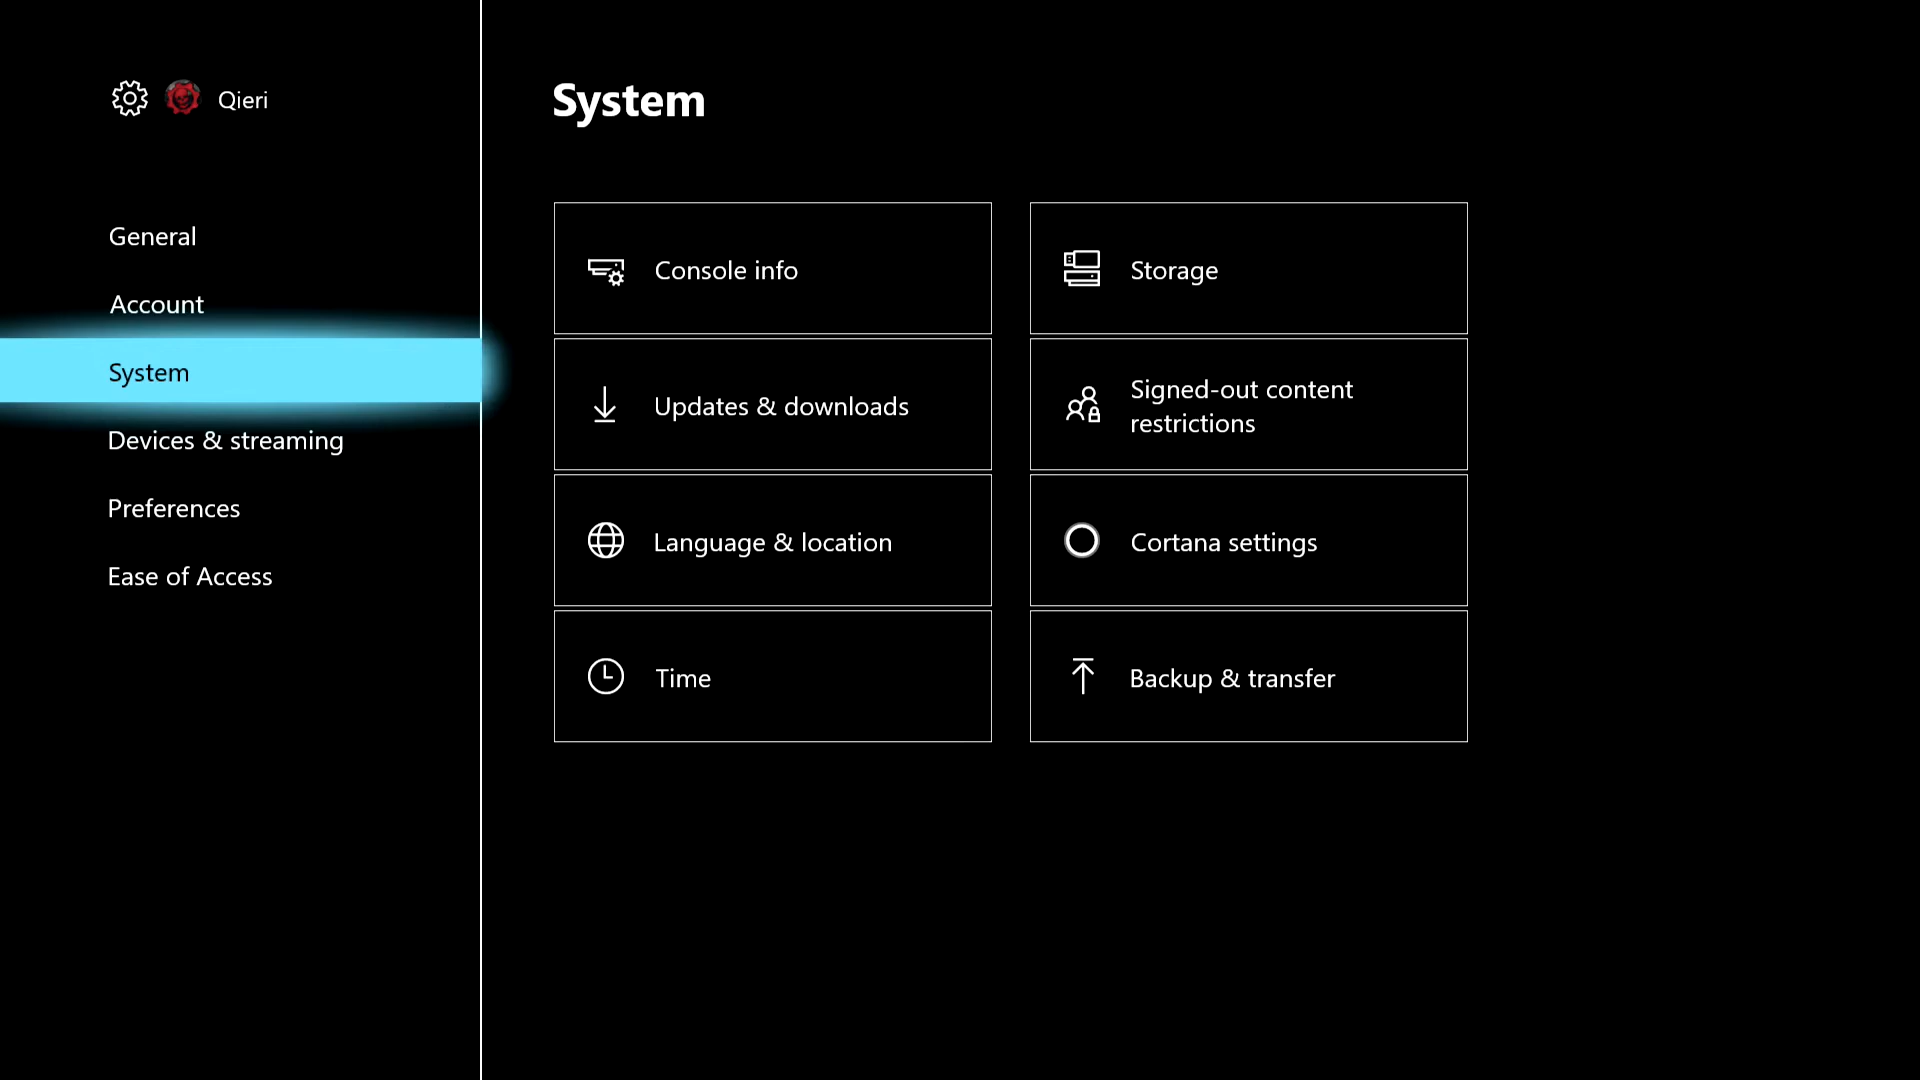 Qieri
General
Account
System
Devices & streaming
Preferences
Ease of Access
System
Console info
Storage
Updates & downloads
Signed-out content
restrictions
Language & location
Cortana settings
Time
Backup & transfer